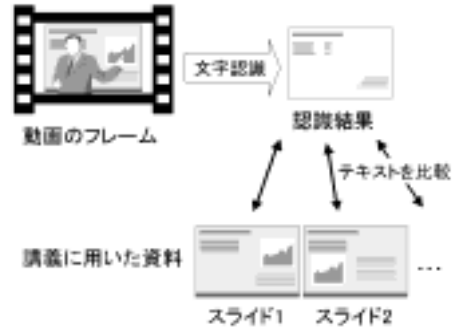 文字認識
動画のフレーム
認識結果
テキストを比較
講義に用いた資料
...
スライド1
スライド2